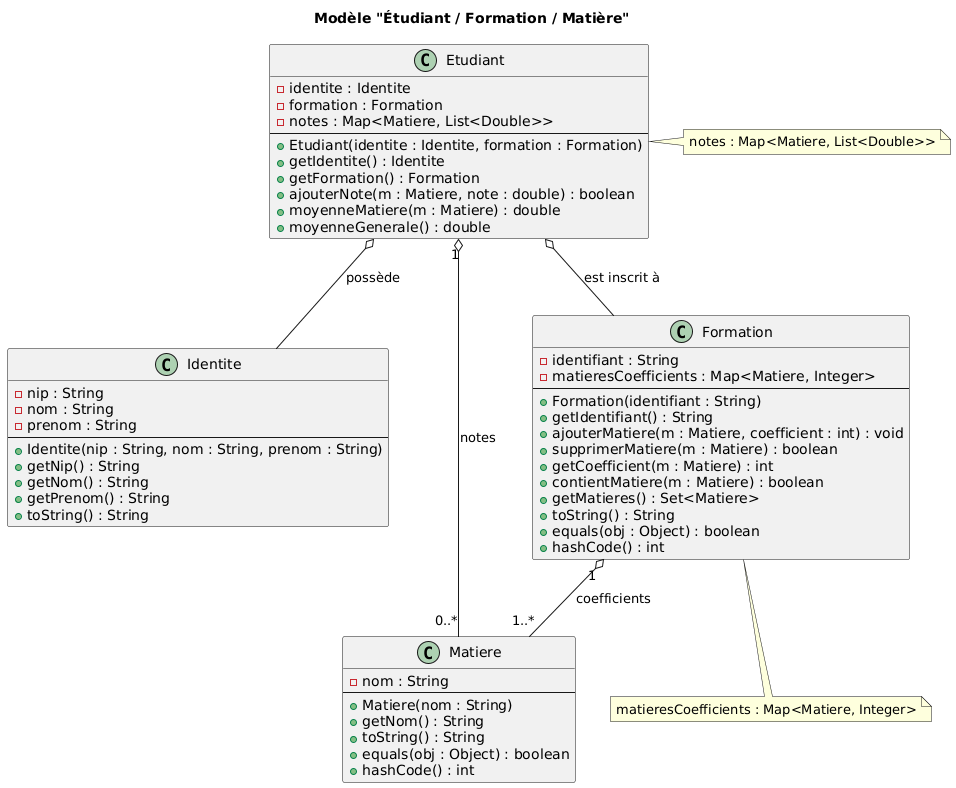 Modèle "Étudiant / Formation / Matière"
C Etudiant
identite : Identite
formation : Formation
notes : Map<Matiere, List<Double>>
Etudiant(identite : Identite, formation : Formation)
getIdentite() : Identite
getFormation() : Formation
ajouterNote(m : Matiere, note : double) : boolean
moyenneMatiere(m : Matiere) : double
moyenneGenerale() : double
notes : Map<Matiere, List<Double>>
1
possède
est inscrit à
C Identite
nip : String
nom : String
prenom : String
Identite(nip : String, nom : String, prenom : String)
getNip() : String
getNom() : String
getPrenom() : String
toString() : String
notes
C Formation
identifiant : String
matieresCoefficients : Map<Matiere, Integer>
Formation(identifiant : String)
getIdentifiant() : String
ajouterMatiere(m : Matiere, coefficient : int) : void
supprimerMatiere(m : Matiere) : boolean
getCoefficient(m : Matiere) : int
contientMatiere(m : Matiere) : boolean
getMatieres() : Set<Matiere>
toString() : String
equals(obj : Object) : boolean
hashCode() : int
1
coefficients
0..*
1..*
C Matiere
nom : String
Matiere(nom : String)
getNom() : String
toString() : String
equals(obj : Object) : boolean
hashCode() : int
matieresCoefficients : Map<Matiere, Integer>